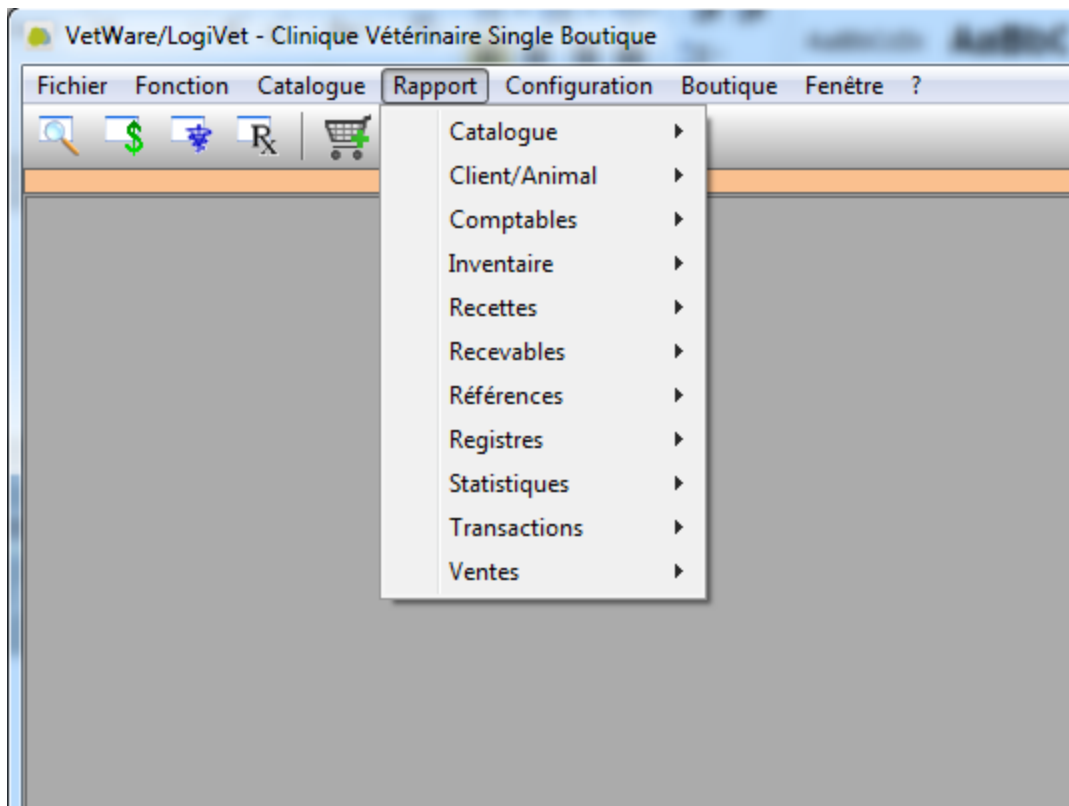 VetWare/LogiVet - Clinique Vétérinaire Single Boutique
Fichier Fonction Catalogue Rapport Configuration Boutique Fenêtre ?
Catalogue
Client/Animal
Comptables
Inventaire
Recettes
Recevables
Références
Registres
Statistiques
Transactions
Ventes